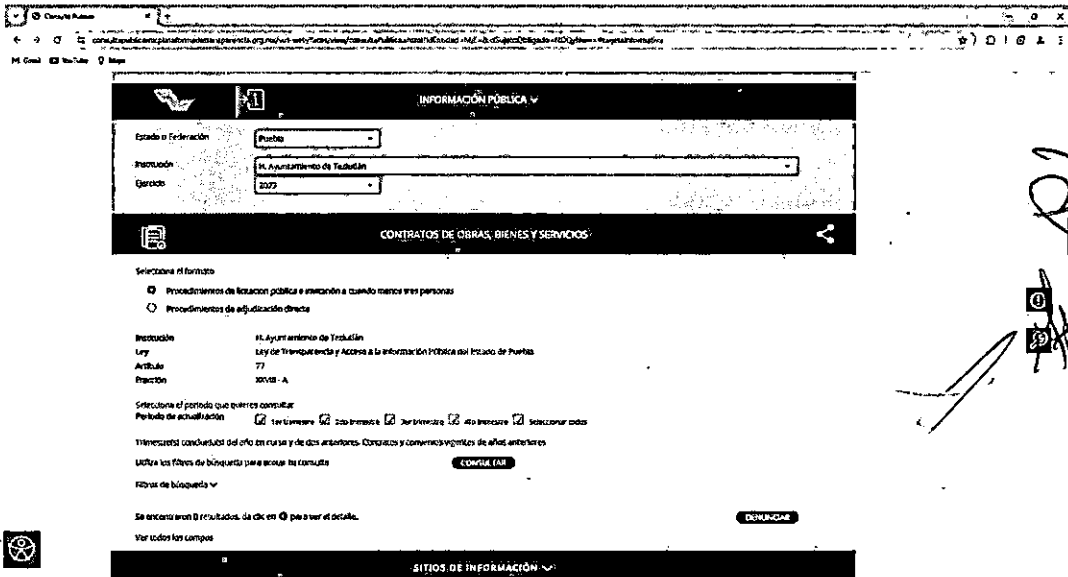 Consulta Pública
Gmail YouTube Maps
INFORMACIÓN PÚBLICA
Estado o Federación Puebla
Institución H. Ayuntamiento de Teziutlán
Ejercicio
CONTRATOS DE OBRAS, BIENES Y SERVICIOS
Selecciona el formato
Procedimientos de licitación pública e invitación a cuando menos tres personas
Procedimientos de adjudicación directa
Institución H. Ayuntamiento de Teziutlán
Ley Ley de Transparencia y Acceso a la Información Pública del Estado de Puebla
Artículo 77
Fracción XXVIII - A
Selecciona el periodo que quieres consultar
Periodo de actualización 1er trimestre 2do trimestre 3er trimestre 4to trimestre Seleccionar todos
Trimestre(s) concluido(s) del año en curso y de dos anteriores. Contratos y convenios vigentes de años anteriores
Utiliza los filtros de búsqueda para acotar tu consulta CONSULTAR
Filtros de búsqueda
Se encontraron 0 resultados, da clic en para ver el detalle. DENUNCIAR
Ver todos los campos
SITIOS DE INFORMACIÓN